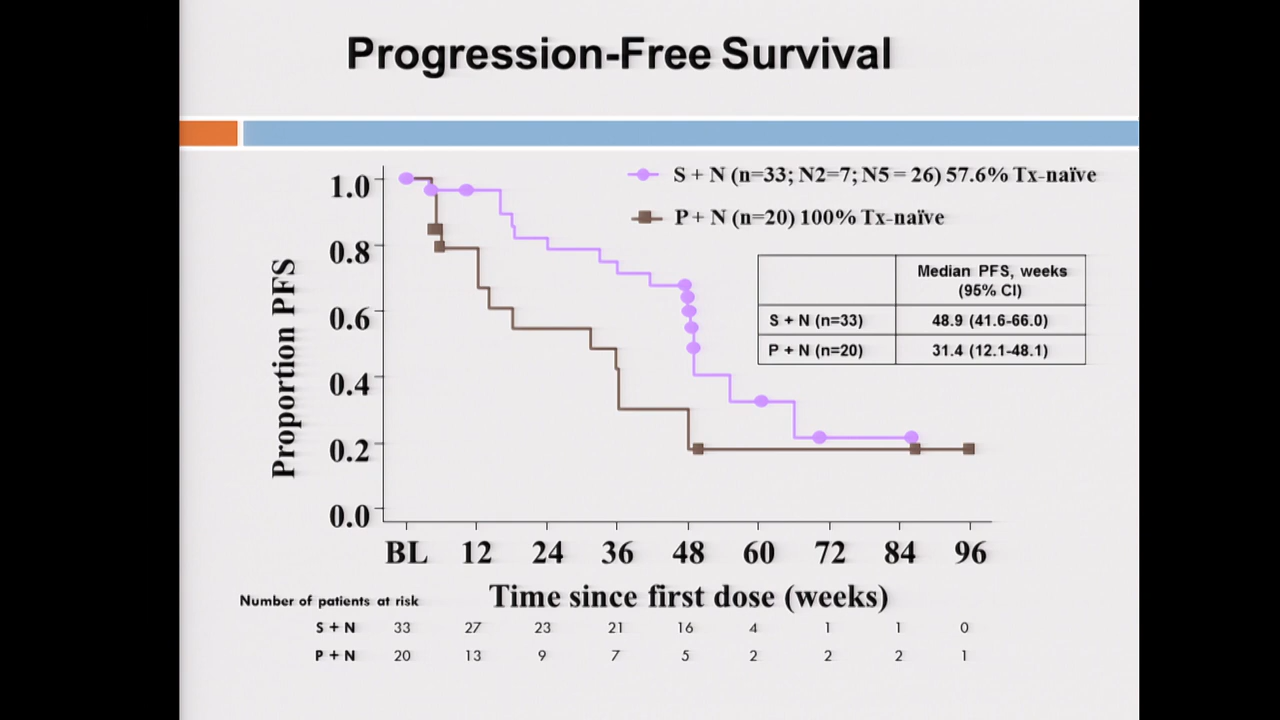 Progression-Free Survival
S + N (n=33; N2=7; N5 = 26) 57.6% Tx-naïve
P + N (n=20) 100% Tx-naïve
Median PFS, weeks
(95% CI)
S + N (n=33) 48.9 (41.6-66.0)
P + N (n=20) 31.4 (12.1-48.1)
Proportion PFS
1.0
0.8
0.6
0.4
0.2
0.0
BL 12 24 36 48 60 72 84 96
Time since first dose (weeks)
Number of patients at risk
S + N 33 27 23 21 16 4 1 1 0
P + N 20 13 9 7 5 2 2 2 1